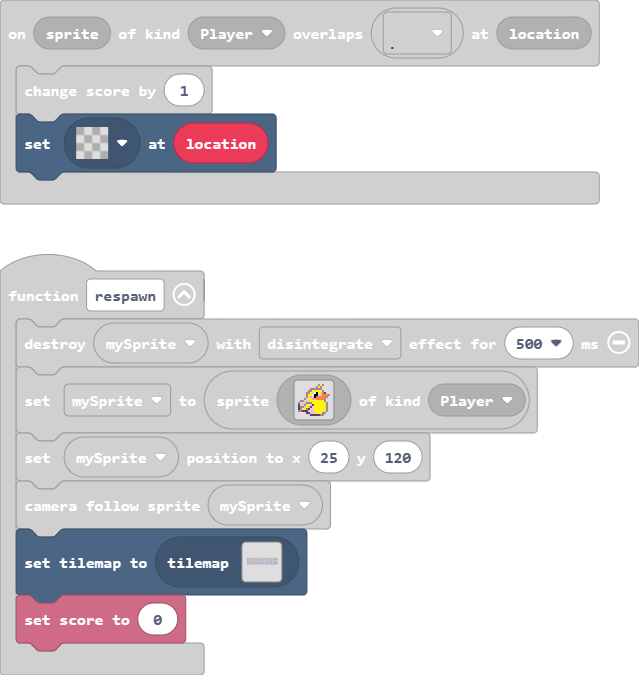 on sprite of kind Player overlaps at location
change score by 1
set at location
function respawn
destroy mySprite with disintegrate effect for 500 ms
set mySprite to sprite of kind Player
set mySprite position to x 25 y 120
camera follow sprite mySprite
set tilemap to tilemap
set score to 0